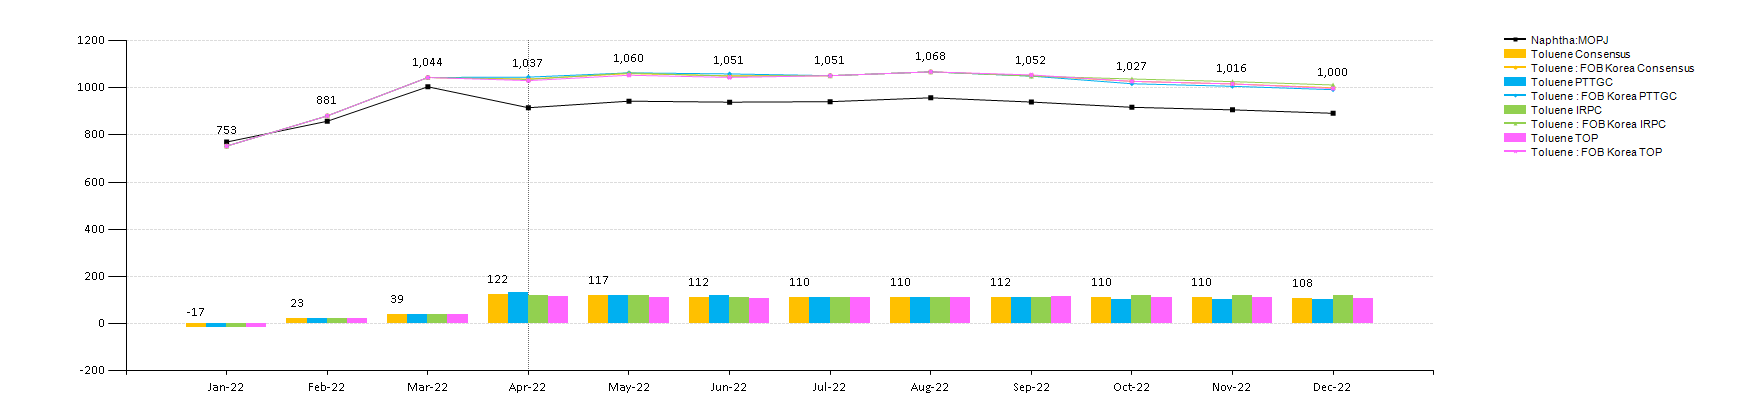 1200
1000
800
600
400
200
0
-200
753
881
1,044
1,037
1,060
1,051
1,051
1,068
1,052
1,027
1,016
1,000
-17
23
39
122
117
112
110
110
112
110
110
108
Jan-22
Feb-22
Mar-22
Apr-22
May-22
Jun-22
Jul-22
Aug-22
Sep-22
Oct-22
Nov-22
Dec-22
Naphtha:MOPJ
Toluene Consensus
Toluene : FOB Korea Consensus
Toluene PTTGC
Toluene : FOB Korea PTTGC
Toluene IRPC
Toluene : FOB Korea IRPC
Toluene TOP
Toluene : FOB Korea TOP